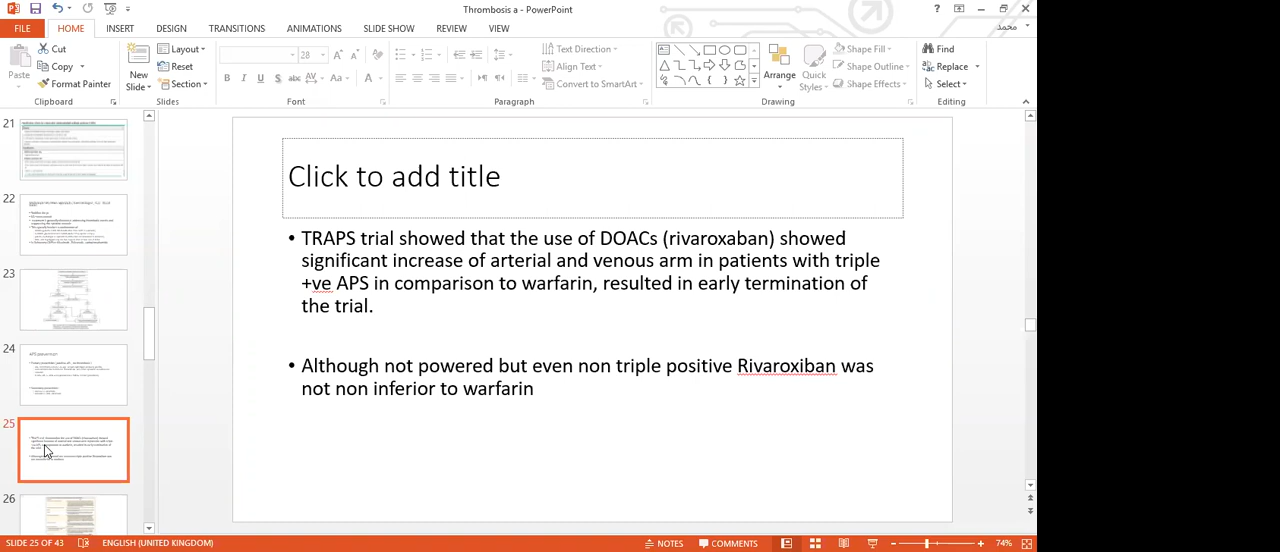 Thrombosis a - PowerPoint
FILE HOME INSERT DESIGN TRANSITIONS ANIMATIONS SLIDE SHOW REVIEW VIEW محمد
Paste Cut Copy Format Painter Clipboard
New Slide Layout Reset Section Slides
28 Font
Text Direction Align Text Convert to SmartArt Paragraph
Arrange Quick Styles Shape Fill Shape Outline Shape Effects Drawing
Find Replace Select Editing
21
22
23
24
25
26
Click to add title
• TRAPS trial showed that the use of DOACs (rivaroxaban) showed
significant increase of arterial and venous arm in patients with triple
+ve APS in comparison to warfarin, resulted in early termination of
the trial.
• Although not powered but even non triple positive Rivaroxiban was
not non inferior to warfarin
SLIDE 25 OF 43 ENGLISH (UNITED KINGDOM) NOTES COMMENTS 74%